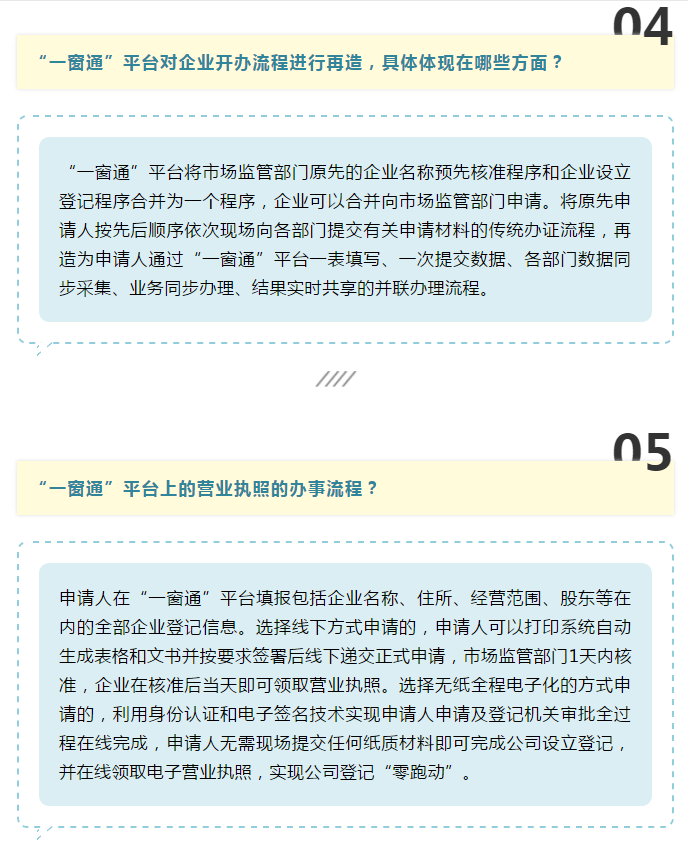 04
“一窗通”平台对企业开办流程进行再造，具体体现在哪些方面？
“一窗通”平台将市场监管部门原先的企业名称预先核准程序和企业设立
登记程序合并为一个程序，企业可以合并向市场监管部门申请。将原先申
请人按先后顺序依次现场向各部门提交有关申请材料的传统办证流程，再
造为申请人通过“一窗通”平台一表填写、一次提交数据、各部门数据同
步采集、业务同步办理、结果实时共享的并联办理流程。
05
“一窗通”平台上的营业执照的办事流程？
申请人在“一窗通”平台填报包括企业名称、住所、经营范围、股东等在
内的全部企业登记信息。选择线下方式申请的，申请人可以打印系统自动
生成表格和文书并按要求签署后线下递交正式申请，市场监管部门1天内核
准，企业在核准后当天即可领取营业执照。选择无纸全程电子化的方式申
请的，利用身份认证和电子签名技术实现申请人申请及登记机关审批全过
程在线完成，申请人无需现场提交任何纸质材料即可完成公司设立登记，
并在线领取电子营业执照，实现公司登记“零跑动”。